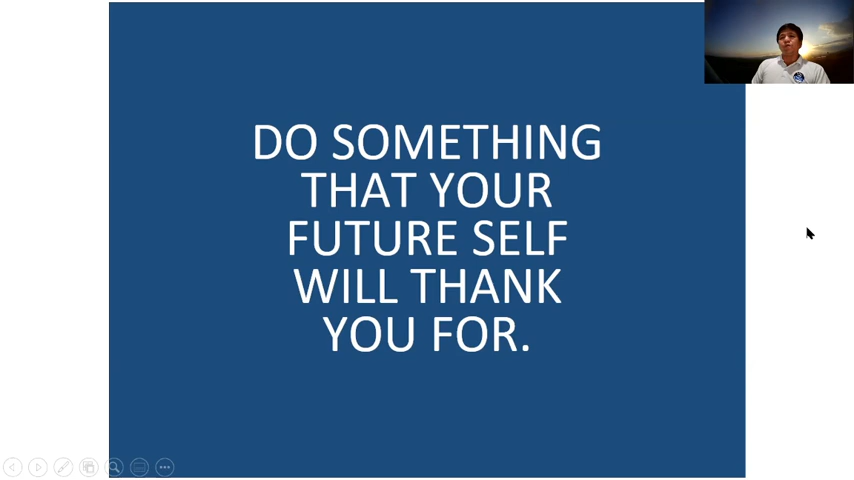 DO SOMETHING
THAT YOUR
FUTURE SELF
WILL THANK
YOU FOR.